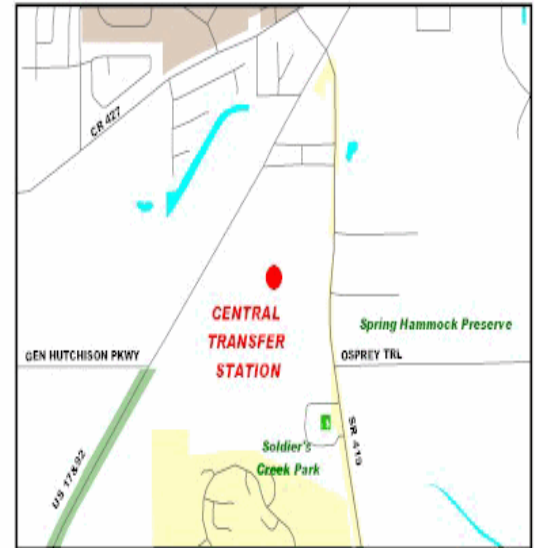 CR 427
CENTRAL
TRANSFER
STATION
Spring Hammock Preserve
GEN HUTCHISON PKWY
OSPREY TRL
US 17&92
SR 419
Soldier's
Creek Park